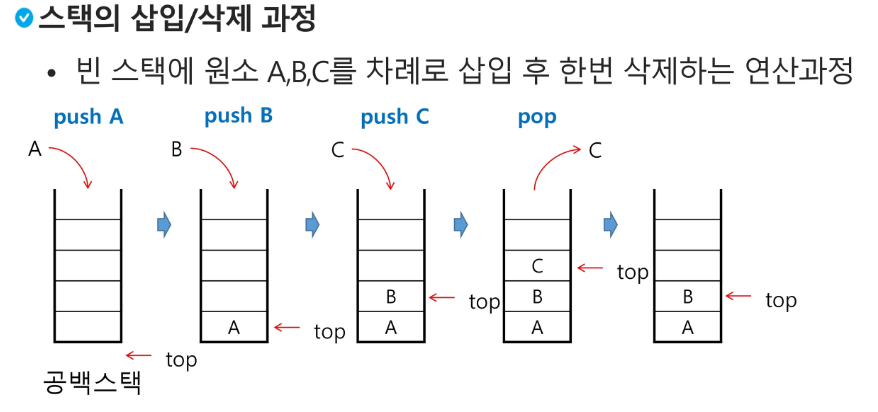 스택의 삽입/삭제 과정
• 빈 스택에 원소 A,B,C를 차례로 삽입 후 한번 삭제하는 연산과정
push A push B push C pop
A B C C
C top
B top B top B top
A top A A A
top
공백스택